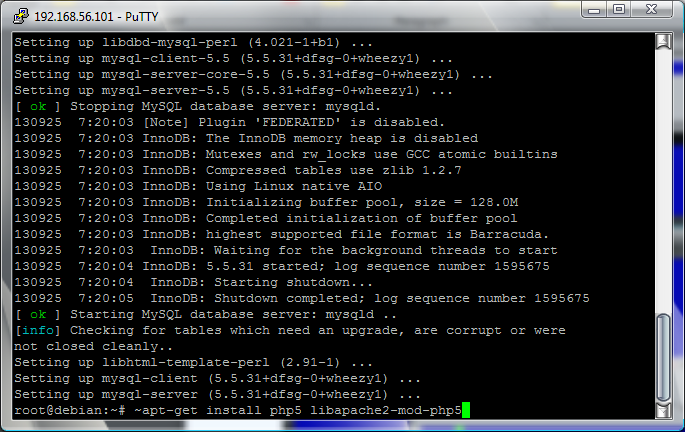 192.168.56.101 - PuTTY
Setting up libdbd-mysql-perl (4.021-1+b1) ...
Setting up mysql-client-5.5 (5.5.31+dfsg-0+wheezy1) ...
Setting up mysql-server-core-5.5 (5.5.31+dfsg-0+wheezy1) ...
Setting up mysql-server-5.5 (5.5.31+dfsg-0+wheezy1) ...
[ ok ] Stopping MySQL database server: mysqld.
130925  7:20:03 [Note] Plugin 'FEDERATED' is disabled.
130925  7:20:03 InnoDB: The InnoDB memory heap is disabled
130925  7:20:03 InnoDB: Mutexes and rw_locks use GCC atomic builtins
130925  7:20:03 InnoDB: Compressed tables use zlib 1.2.7
130925  7:20:03 InnoDB: Using Linux native AIO
130925  7:20:03 InnoDB: Initializing buffer pool, size = 128.0M
130925  7:20:03 InnoDB: Completed initialization of buffer pool
130925  7:20:03 InnoDB: highest supported file format is Barracuda.
130925  7:20:03  InnoDB: Waiting for the background threads to start
130925  7:20:04 InnoDB: 5.5.31 started; log sequence number 1595675
130925  7:20:04  InnoDB: Starting shutdown...
130925  7:20:05  InnoDB: Shutdown completed; log sequence number 1595675
[ ok ] Starting MySQL database server: mysqld ..
[info] Checking for tables which need an upgrade, are corrupt or were
not closed cleanly..
Setting up libhtml-template-perl (2.91-1) ...
Setting up mysql-client (5.5.31+dfsg-0+wheezy1) ...
Setting up mysql-server (5.5.31+dfsg-0+wheezy1) ...
root@debian:~# ~apt-get install php5 libapache2-mod-php5